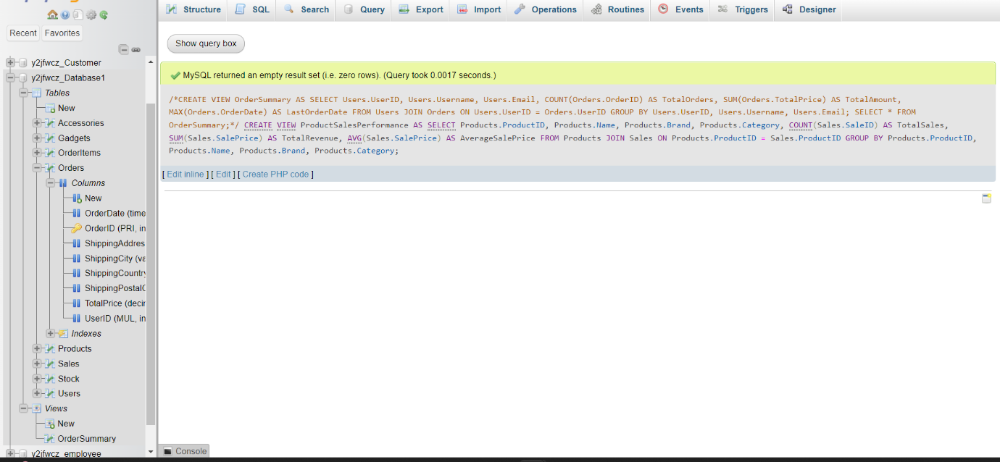 Structure SQL Search Query Export Import Operations Routines Events Triggers Designer
Recent Favorites
y2jfwcz_Customer
y2jfwcz_Database1
Tables
New
Accessories
Gadgets
OrderItems
Orders
Columns
New
OrderDate (time
OrderID (PRI, in
ShippingAddres
ShippingCity (va
ShippingCountry
ShippingPostalC
TotalPrice (decir
UserID (MUL, in
Indexes
Products
Sales
Stock
Users
Views
New
OrderSummary
y2jfwcz_employee
Show query box
MySQL returned an empty result set (i.e. zero rows). (Query took 0.0017 seconds.)
/*CREATE VIEW OrderSummary AS SELECT Users.UserID, Users.Username, Users.Email, COUNT(Orders.OrderID) AS TotalOrders, SUM(Orders.TotalPrice) AS TotalAmount,
MAX(Orders.OrderDate) AS LastOrderDate FROM Users JOIN Orders ON Users.UserID = Orders.UserID GROUP BY Users.UserID, Users.Username, Users.Email; SELECT * FROM
OrderSummary;*/ CREATE VIEW ProductSalesPerformance AS SELECT Products.ProductID, Products.Name, Products.Brand, Products.Category, COUNT(Sales.SaleID) AS TotalSales,
SUM(Sales.SalePrice) AS TotalRevenue, AVG(Sales.SalePrice) AS AverageSalePrice FROM Products JOIN Sales ON Products.ProductID = Sales.ProductID GROUP BY Products.ProductID,
Products.Name, Products.Brand, Products.Category;
[ Edit inline ] [ Edit ] [ Create PHP code ]
Console